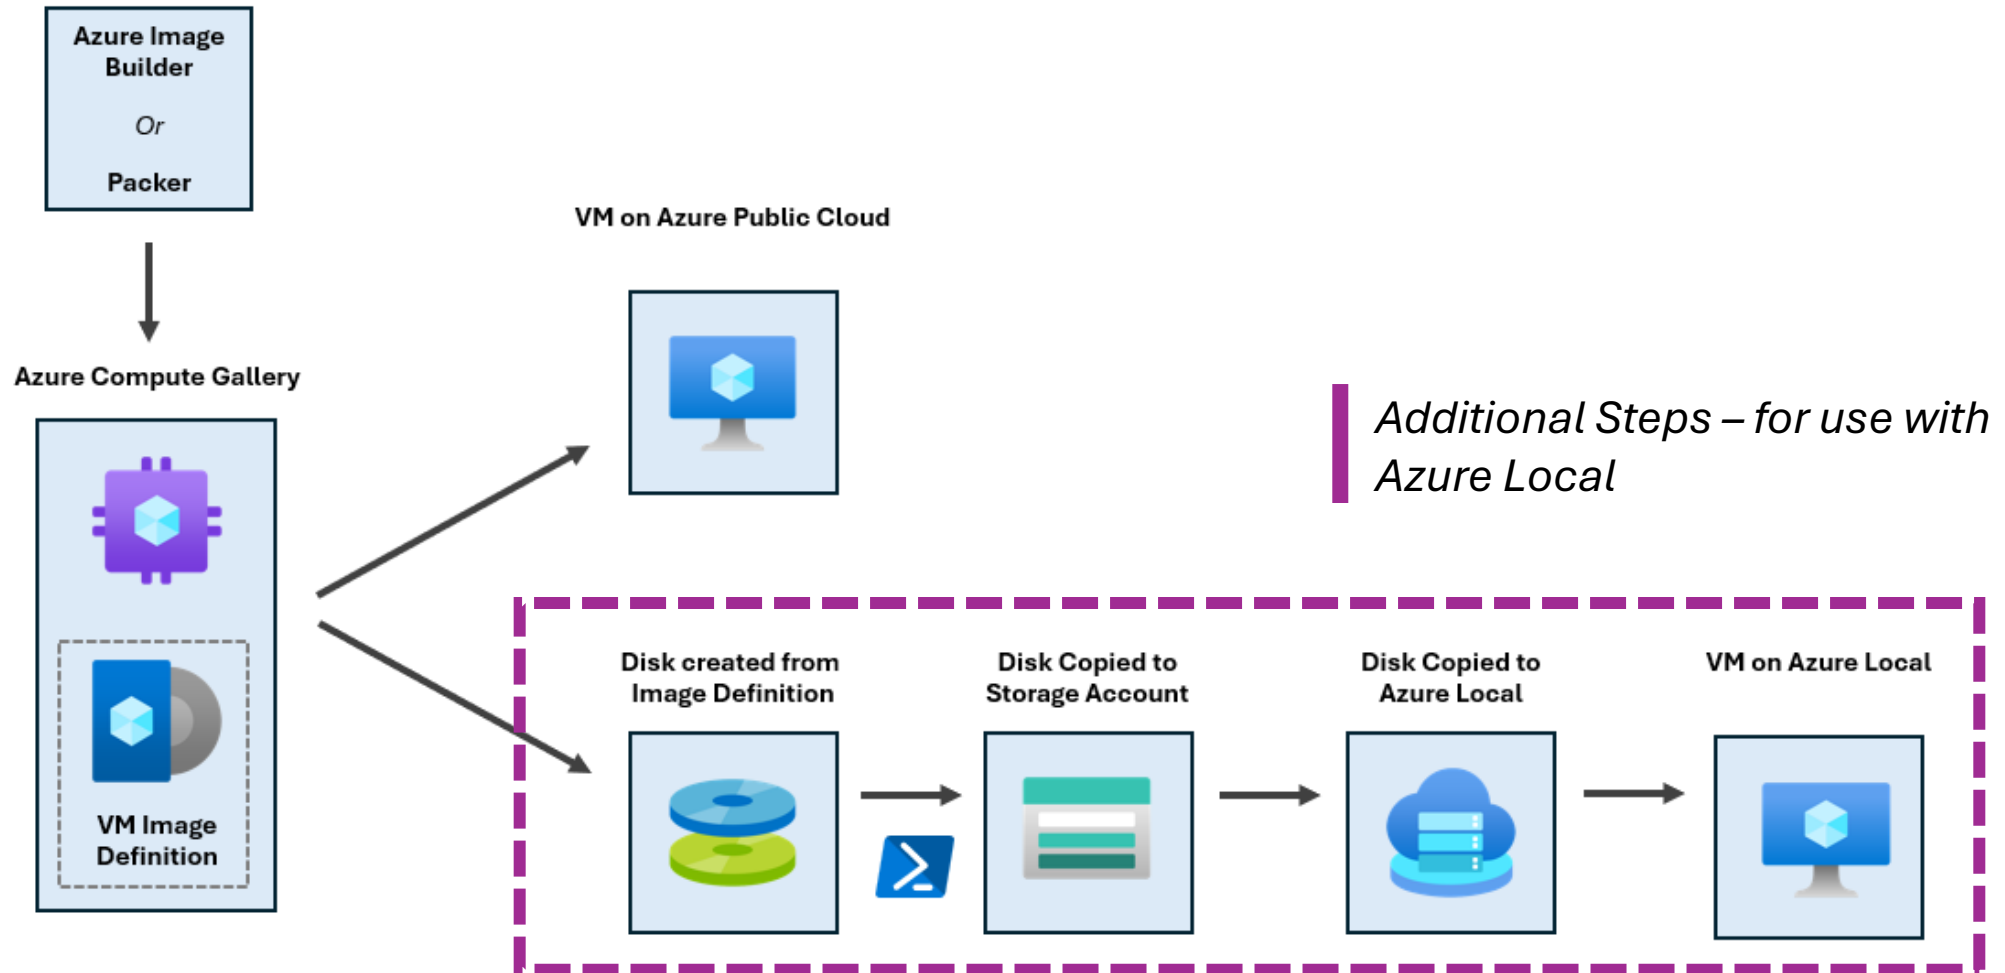 Azure Image
Builder
Or
Packer
VM on Azure Public Cloud
Azure Compute Gallery
Additional Steps – for use with
Azure Local
Disk created from
Image Definition
Disk Copied to
Storage Account
Disk Copied to
Azure Local
VM on Azure Local
VM Image
Definition